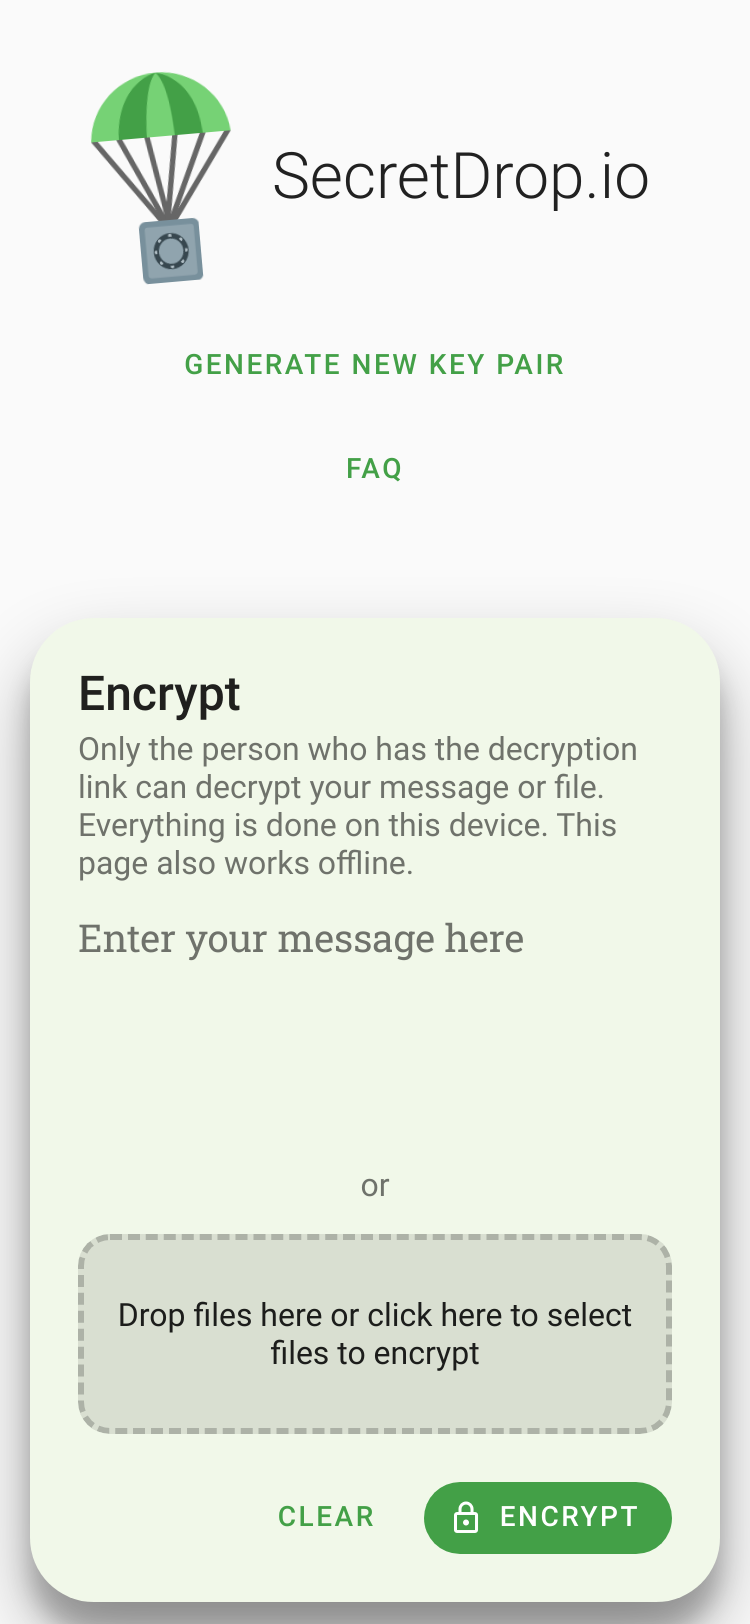 SecretDrop.io
GENERATE NEW KEY PAIR
FAQ
Encrypt
Only the person who has the decryption
link can decrypt your message or file.
Everything is done on this device. This
page also works offline.
Enter your message here
or
Drop files here or click here to select
files to encrypt
CLEAR
ENCRYPT